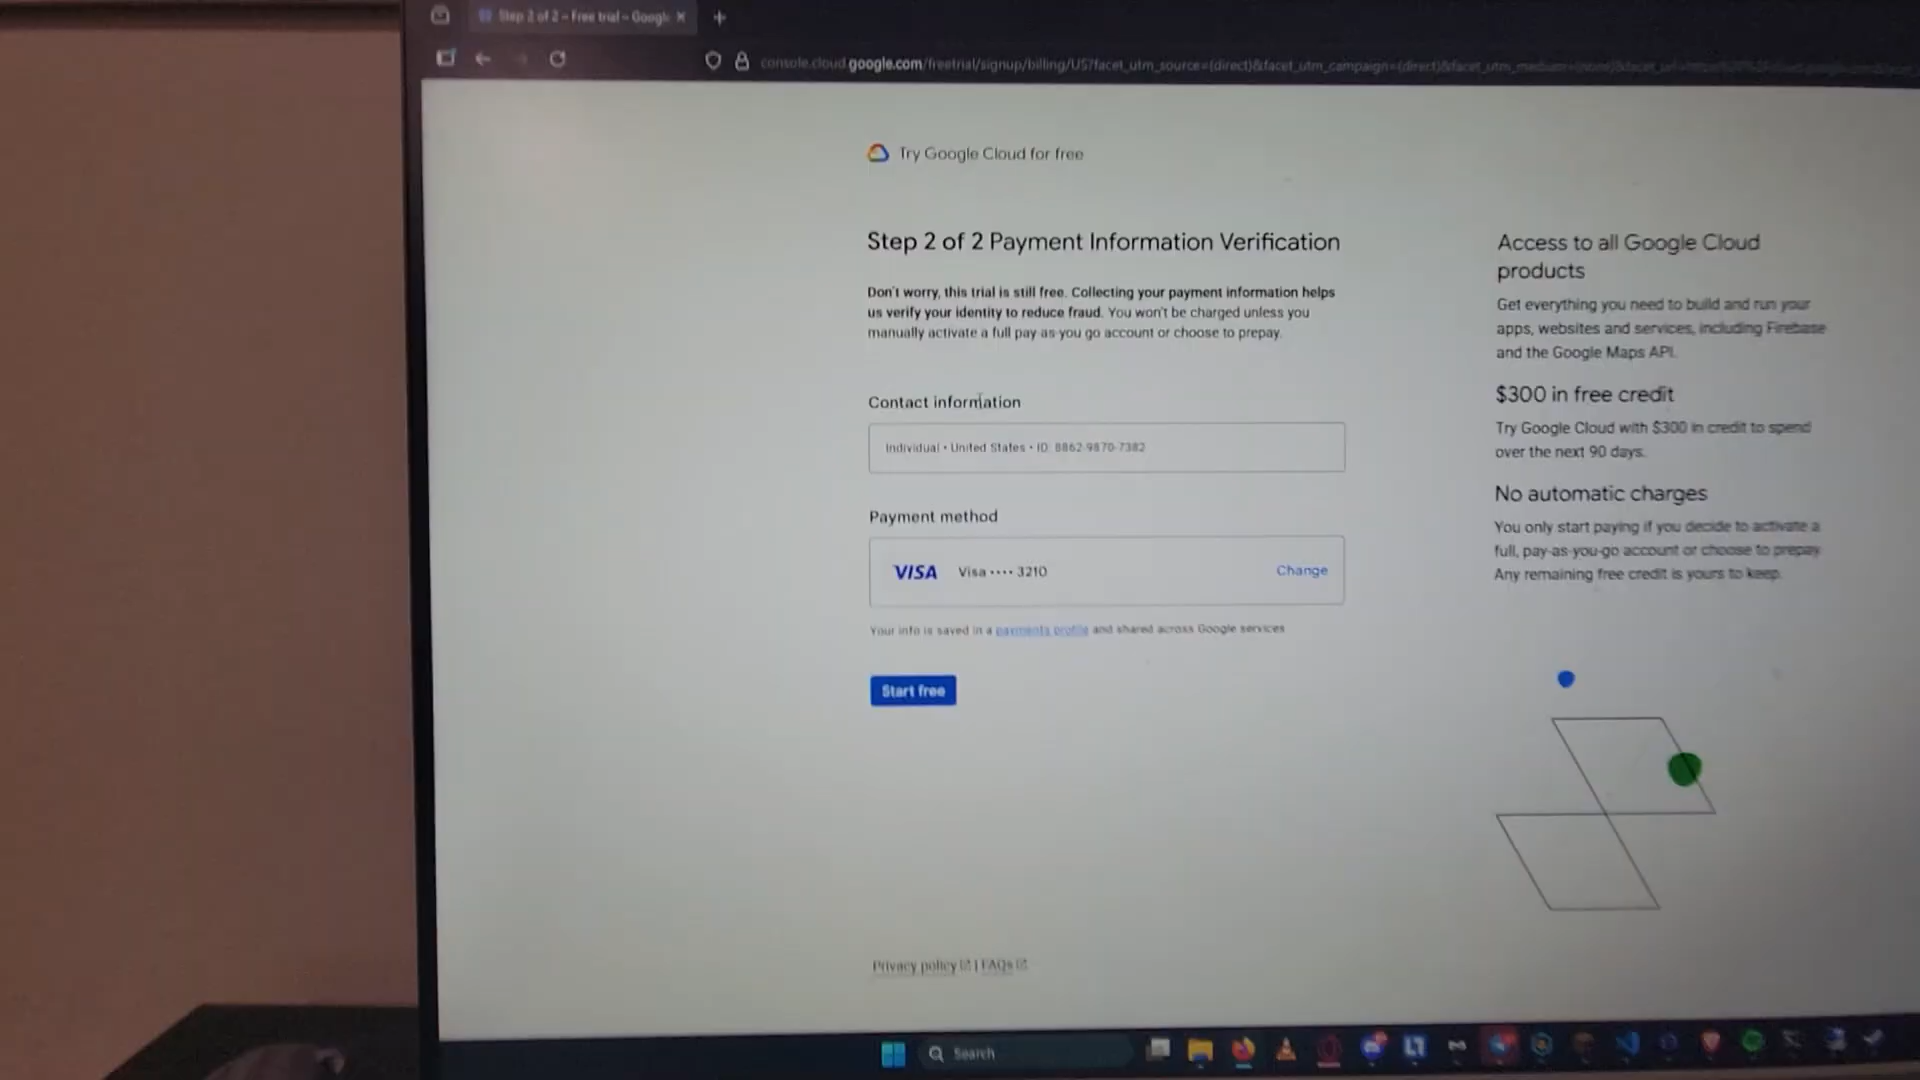 Step 2 of 2 – Free trial – Google
console.cloud.google.com/freetrial/signup/billing/US?facet_utm_source=(direct)&facet_utm_campaign=(direct)&facet_utm_medium=
Try Google Cloud for free
Step 2 of 2 Payment Information Verification
Don't worry, this trial is still free. Collecting your payment information helps
us verify your identity to reduce fraud. You won't be charged unless you
manually activate a full pay-as-you-go account or choose to prepay.
Contact information
Individual • United States • ID: 8862-9870-7382
Payment method
VISA Visa •••• 3210 Change
Your info is saved in a payments profile and shared across Google services
Start free
Privacy policy | FAQs
Access to all Google Cloud
products
Get everything you need to build and run your
apps, websites and services, including Firebase
and the Google Maps API.
$300 in free credit
Try Google Cloud with $300 in credit to spend
over the next 90 days.
No automatic charges
You only start paying if you decide to activate a
full, pay-as-you-go account or choose to prepay.
Any remaining free credit is yours to keep.
Search